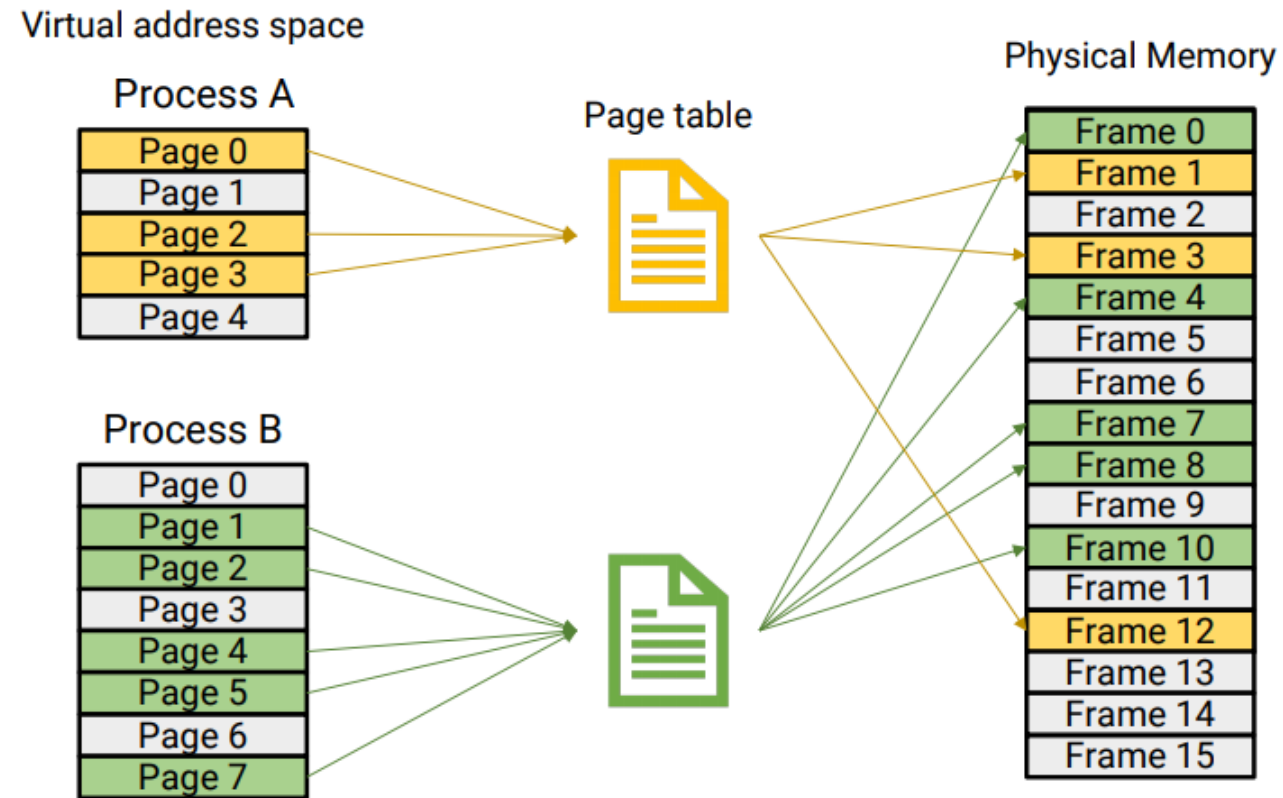 Virtual address space
Process A
Page 0
Page 1
Page 2
Page 3
Page 4
Process B
Page 0
Page 1
Page 2
Page 3
Page 4
Page 5
Page 6
Page 7
Page table
Physical Memory
Frame 0
Frame 1
Frame 2
Frame 3
Frame 4
Frame 5
Frame 6
Frame 7
Frame 8
Frame 9
Frame 10
Frame 11
Frame 12
Frame 13
Frame 14
Frame 15